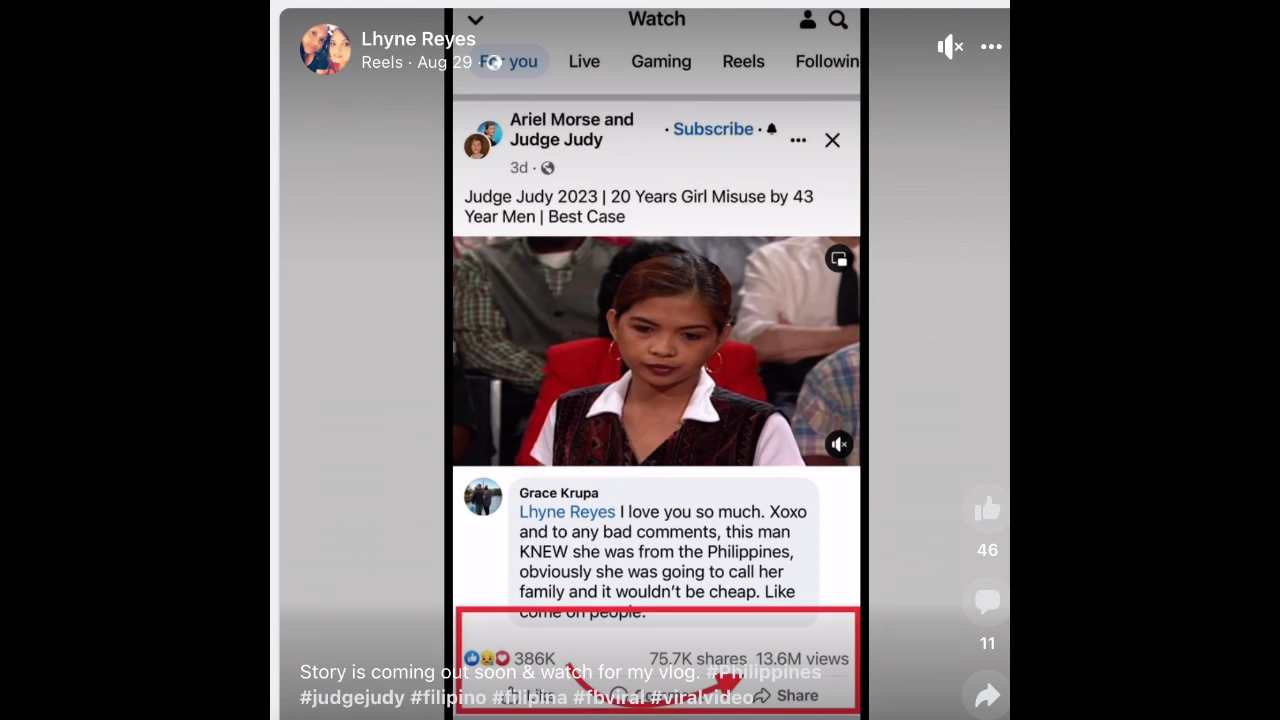 Lhyne Reyes
Reels · Aug 29 ·
Watch
For you
Live
Gaming
Reels
Followin
Ariel Morse and
Judge Judy
· Subscribe ·
3d ·
Judge Judy 2023 | 20 Years Girl Misuse by 43
Year Men | Best Case
Grace Krupa
Lhyne Reyes I love you so much. Xoxo
and to any bad comments, this man
KNEW she was from the Philippines,
obviously she was going to call her
family and it wouldn't be cheap. Like
come on people.
386K
75.7K shares 13.6M views
Like
Share
Story is coming out soon & watch for my vlog. #Philippines
#judgejudy #filipino #filipina #fbviral #viralvideo
46
11